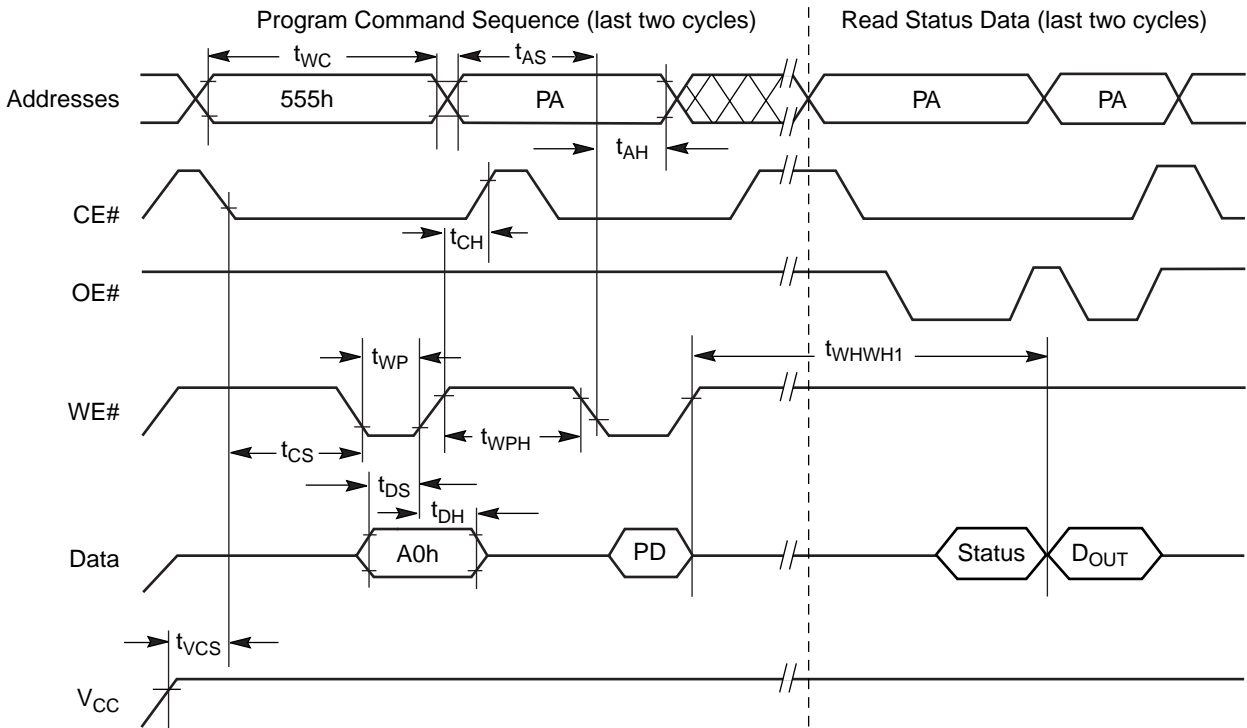 Program Command Sequence (last two cycles)
Read Status Data (last two cycles)
tWC
tAS
Addresses
555h
PA
PA
PA
tAH
CE#
tCH
OE#
tWP
tWHWH1
WE#
tCS
tWPH
tDS
tDH
Data
A0h
PD
Status
DOUT
tVCS
VCC